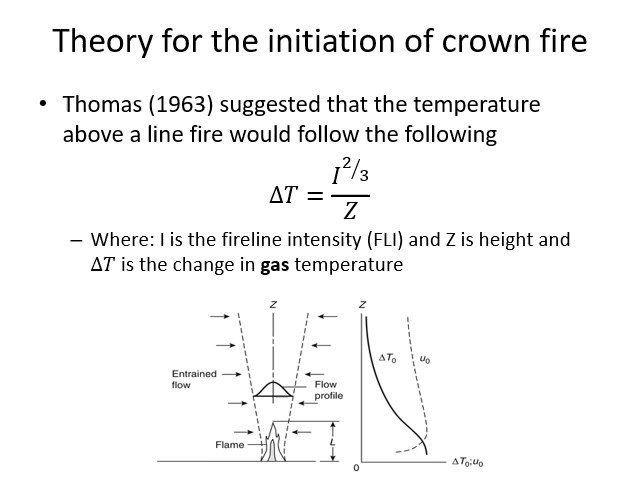 Theory for the initiation of crown fire
• Thomas (1963) suggested that the temperature
above a line fire would follow the following
ΔT = I^2/3 / Z
– Where: I is the fireline intensity (FLI) and Z is height and
ΔT is the change in gas temperature
Z
Entrained
flow
Flow
profile
Flame
L
Z
ΔT₀
u₀
0
ΔT₀;u₀